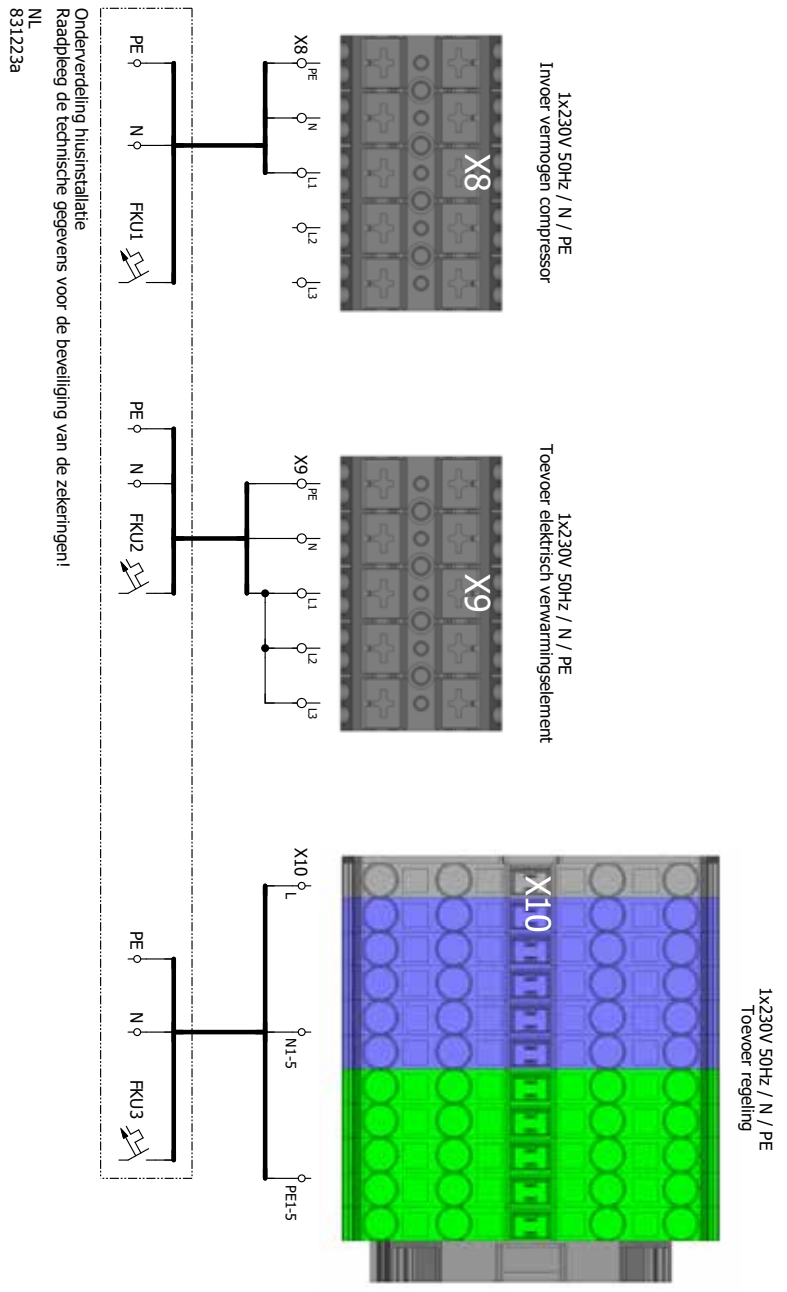 1x230V 50Hz / N / PE
Invoer vermogen compressor
X8
X8
PE
N
L1
L2
L3
PE
N
FKU1
1x230V 50Hz / N / PE
Toevoer elektrisch verwarmingselement
X9
X9
PE
N
L1
L2
L3
PE
N
FKU2
1x230V 50Hz / N / PE
Toevoer regeling
X10
X10
L
N1-5
PE1-5
PE
N
FKU3
Onderverdeling hiusinstallatie
Raadpleeg de technische gegevens voor de beveiliging van de zekeringen!
NL
831223a